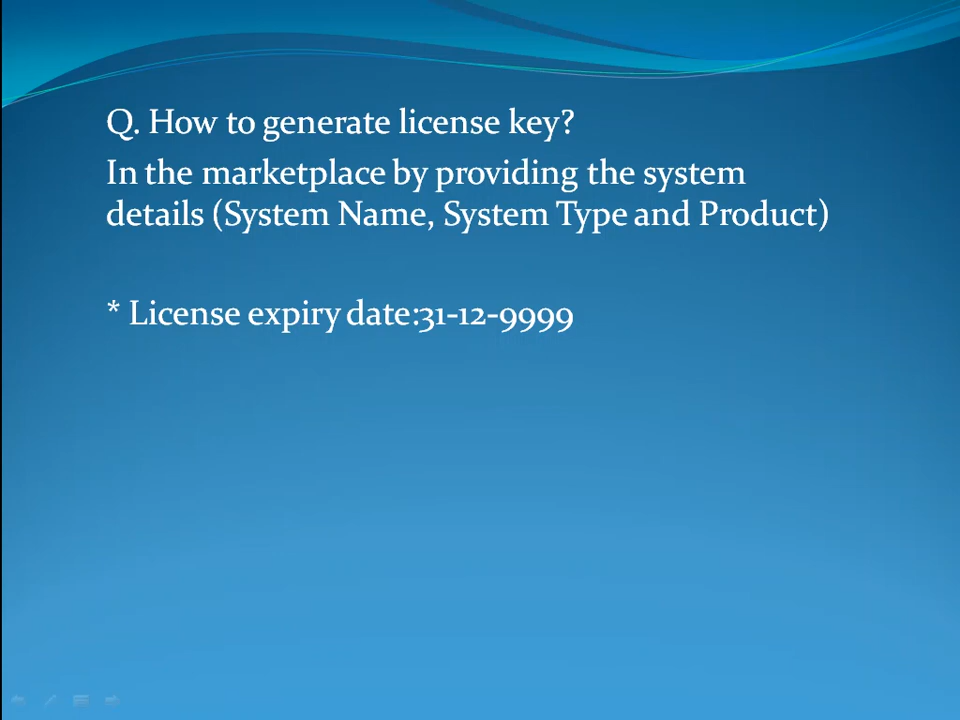 Q. How to generate license key?
In the marketplace by providing the system
details (System Name, System Type and Product)
* License expiry date:31-12-9999